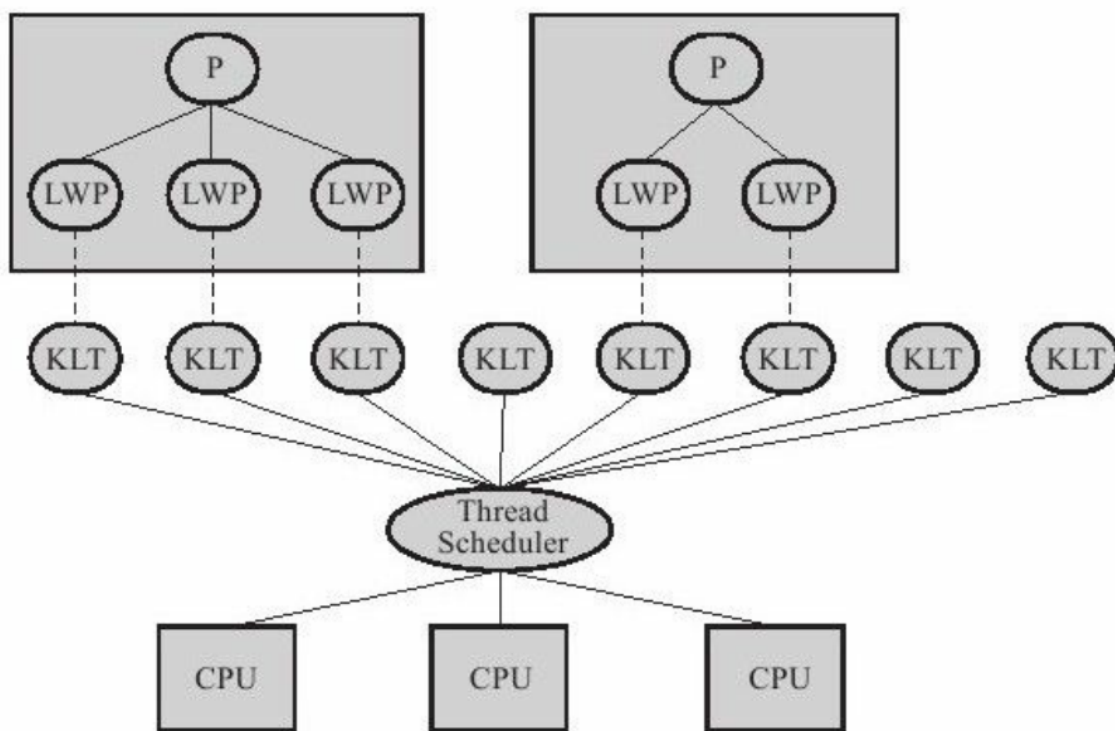 P
P
LWP LWP LWP
LWP LWP
KLT KLT KLT KLT KLT KLT KLT KLT
Thread
Scheduler
CPU CPU CPU